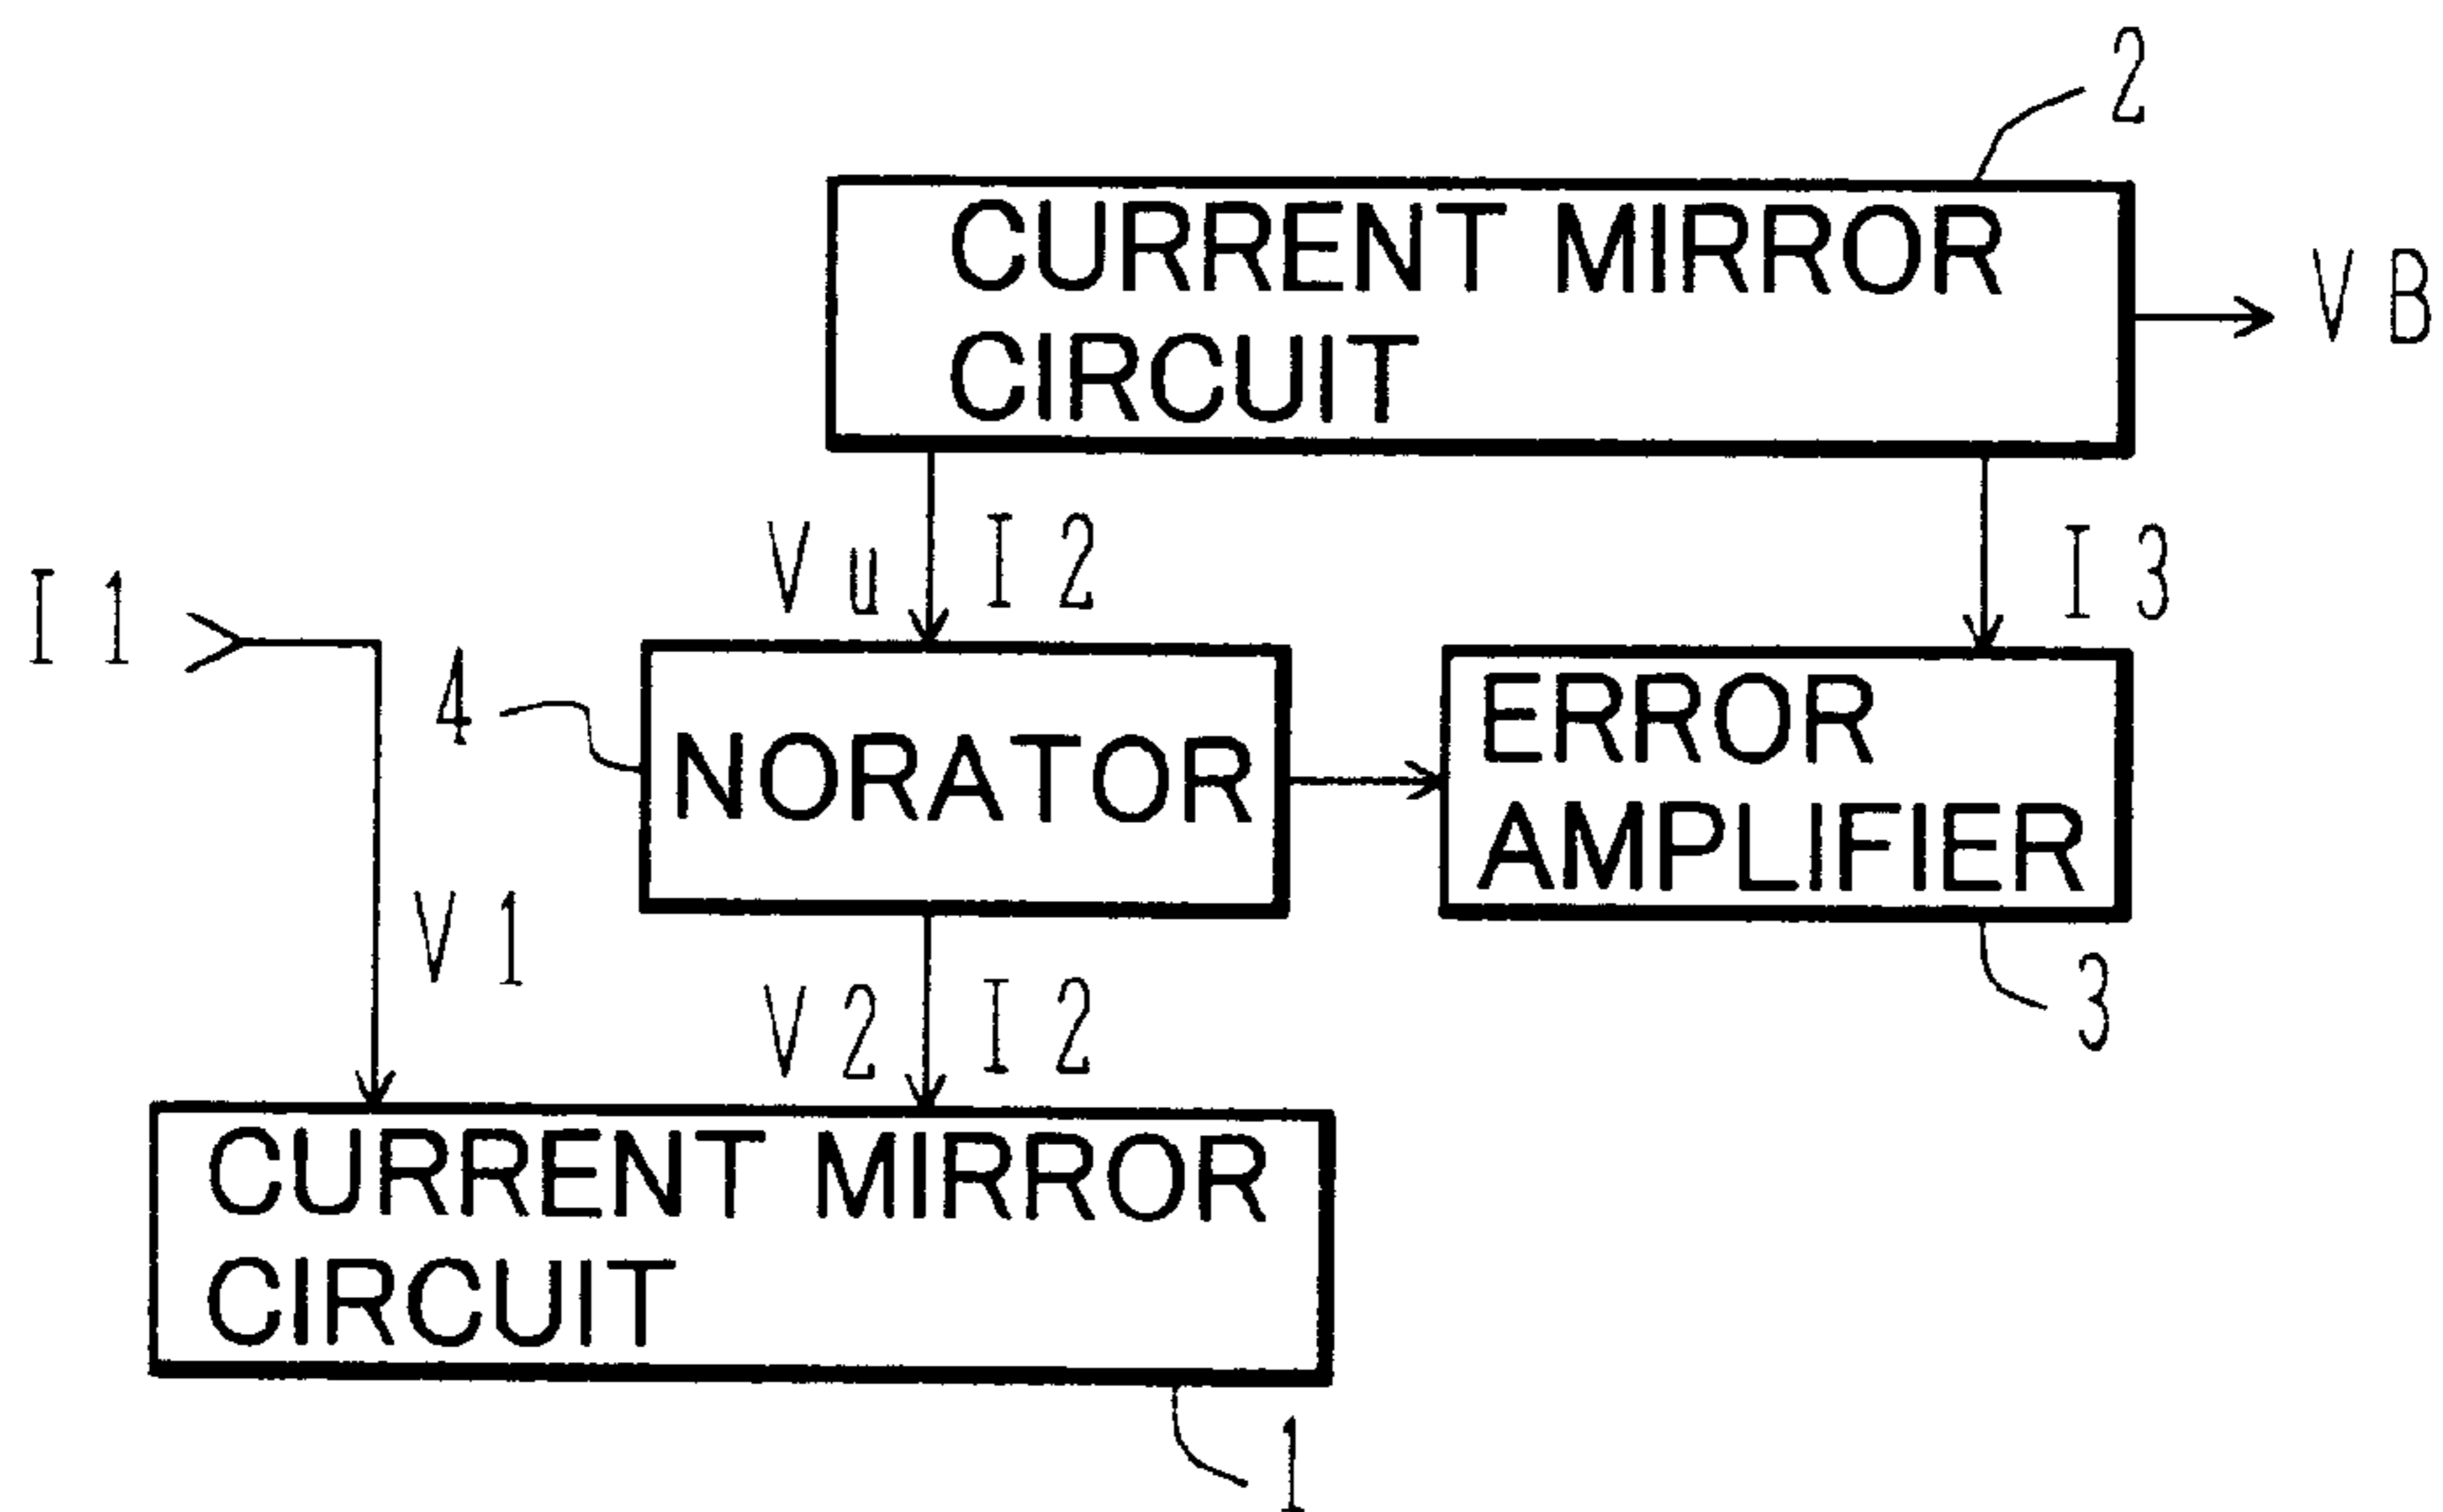 2
CURRENT MIRROR
CIRCUIT
VB
Vu I2
I3
I1
4
NORATOR
ERROR
AMPLIFIER
V1
V2 I2
3
CURRENT MIRROR
CIRCUIT
1